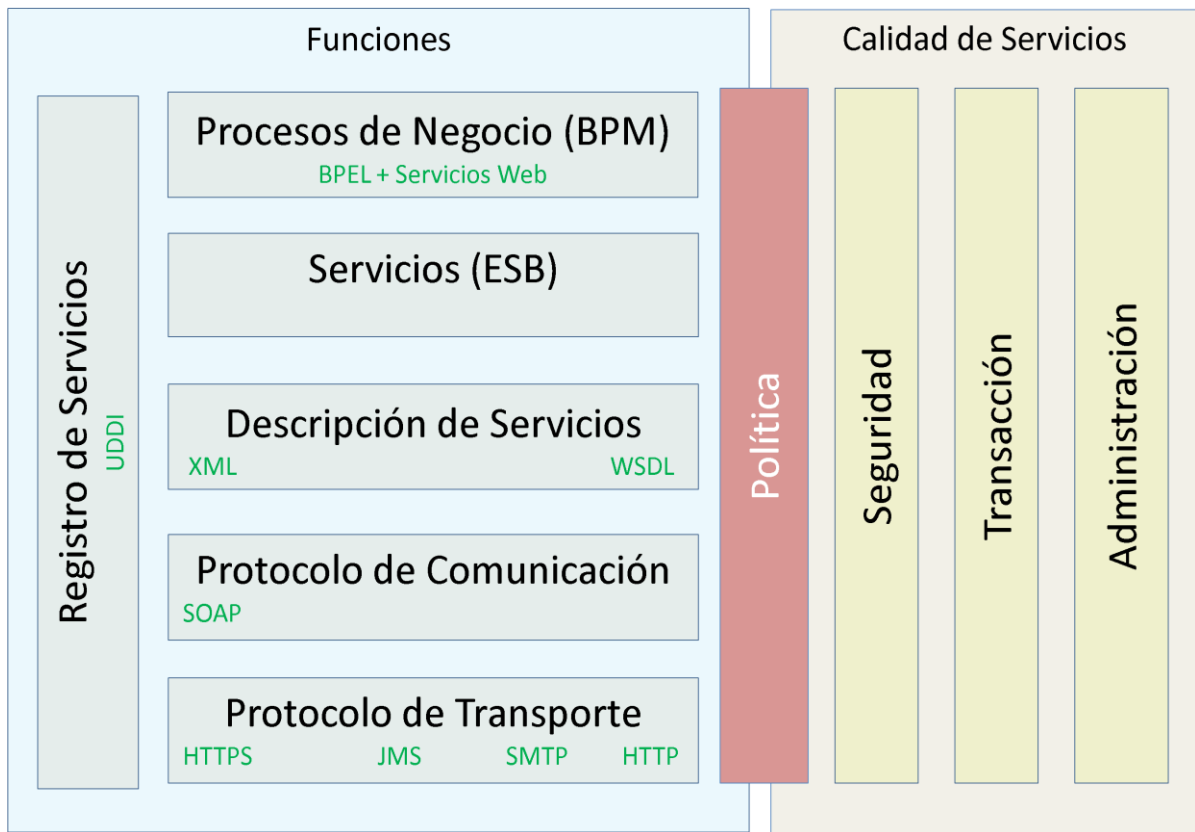 Funciones
Calidad de Servicios
Registro de Servicios
UDDI
Procesos de Negocio (BPM)
BPEL + Servicios Web
Servicios (ESB)
Descripción de Servicios
XML WSDL
Protocolo de Comunicación
SOAP
Protocolo de Transporte
HTTPS JMS SMTP HTTP
Política
Seguridad
Transacción
Administración